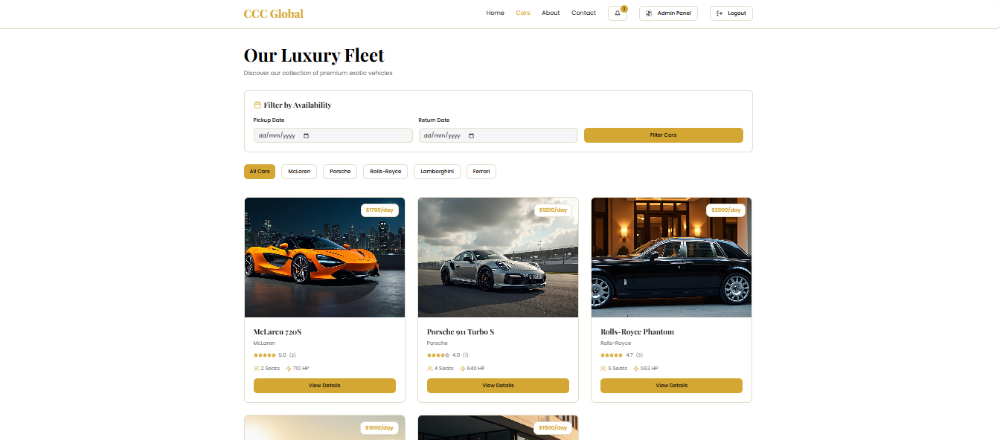 CCC Global
Home Cars About Contact 1 Admin Panel Logout
Our Luxury Fleet
Discover our collection of premium exotic vehicles
Filter by Availability
Pickup Date Return Date
dd/mm/yyyy dd/mm/yyyy Filter Cars
All Cars McLaren Porsche Rolls-Royce Lamborghini Ferrari
$1700/day $1200/day $2000/day
McLaren 720S Porsche 911 Turbo S Rolls-Royce Phantom
McLaren Porsche Rolls-Royce
5.0 (2) 4.0 (1) 4.7 (3)
2 Seats 710 HP 4 Seats 640 HP 5 Seats 563 HP
View Details View Details View Details
$1600/day $1500/day